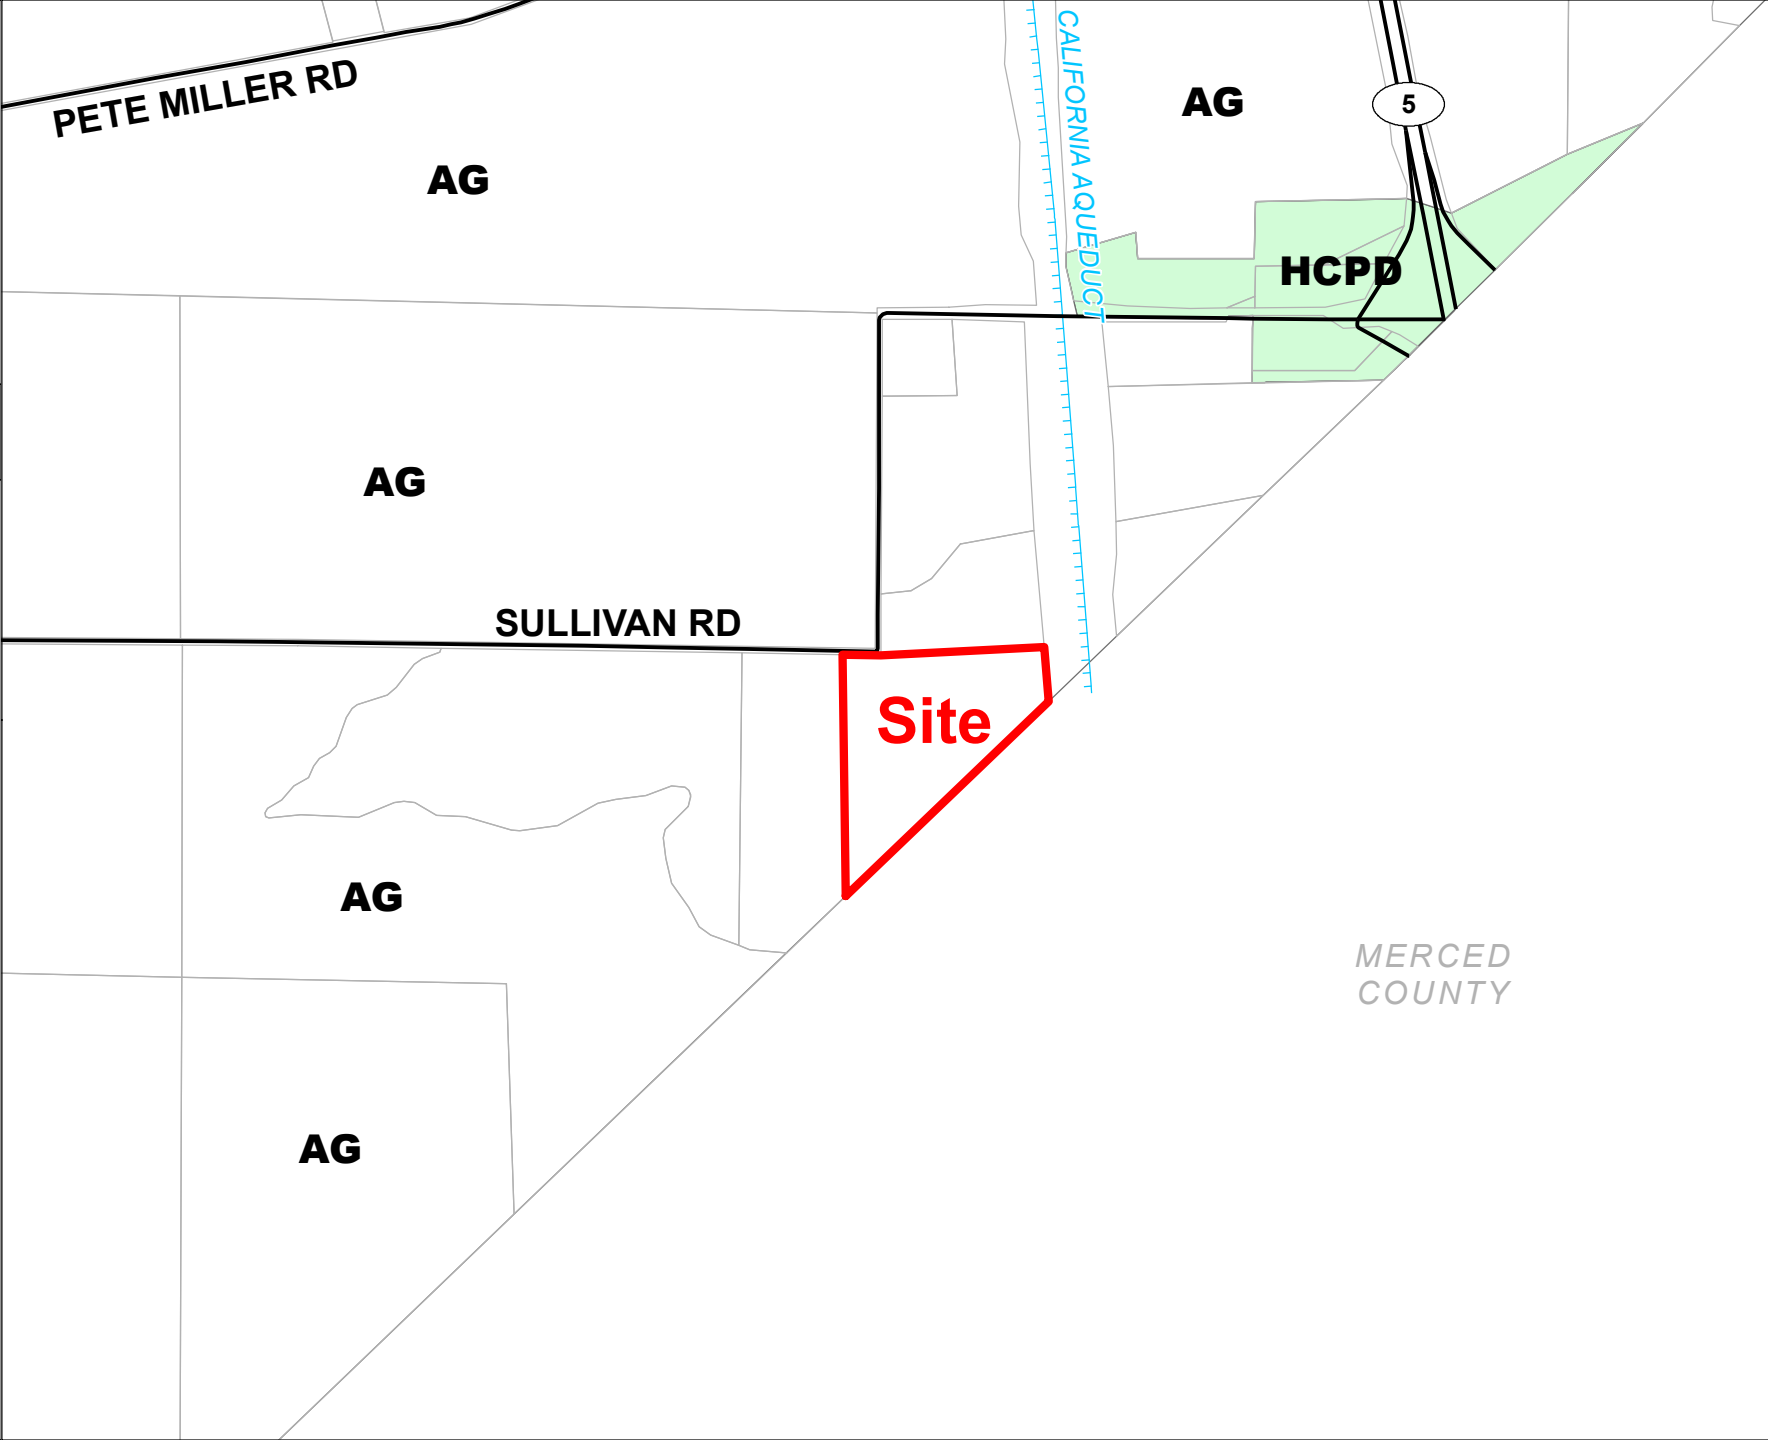 CALIFORNIA AQUEDUCT
PETE MILLER RD
AG
5
AG
HCPD
AG
SULLIVAN RD
Site
AG
MERCED
COUNTY
AG